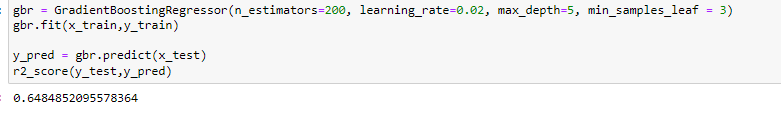 gbr = GradientBoostingRegressor(n_estimators=200, learning_rate=0.02, max_depth=5, min_samples_leaf = 3)
gbr.fit(x_train,y_train)
y_pred = gbr.predict(x_test)
r2_score(y_test,y_pred)
0.6484852095578364